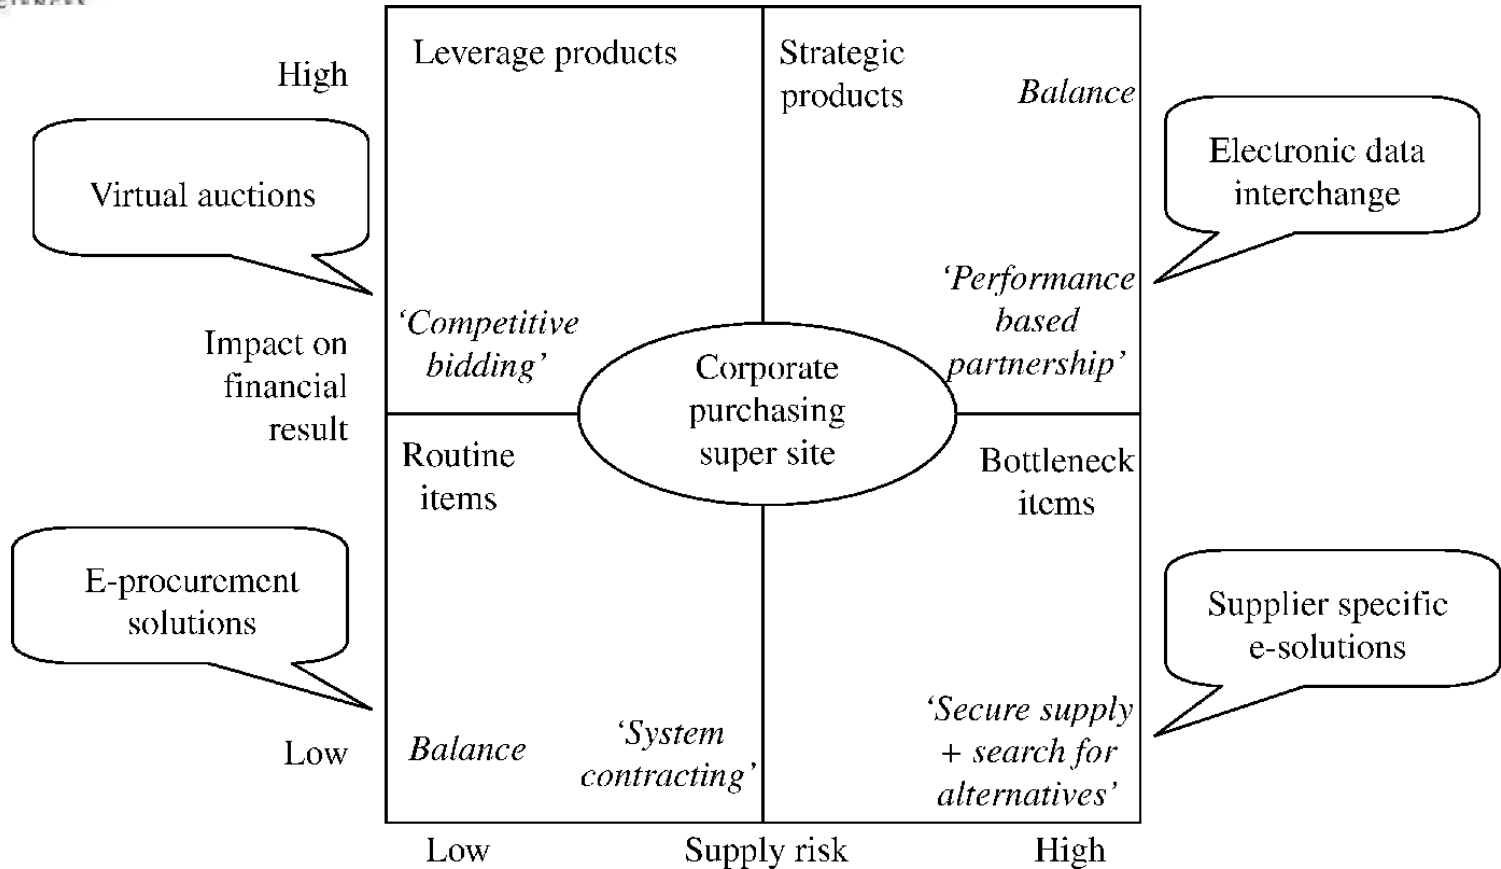 Leverage products
Strategic
products
Balance
High
Virtual auctions
Electronic data
interchange
'Competitive
bidding'
'Performance
based
partnership'
Impact on
financial
result
Corporate
purchasing
super site
Routine
items
Bottleneck
items
E-procurement
solutions
Supplier specific
e-solutions
Low
Balance
'System
contracting'
'Secure supply
+ search for
alternatives'
Low
Supply risk
High